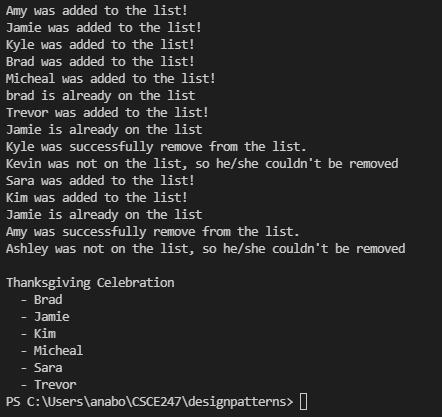 Amy was added to the list!
Jamie was added to the list!
Kyle was added to the list!
Brad was added to the list!
Micheal was added to the list!
brad is already on the list
Trevor was added to the list!
Jamie is already on the list
Kyle was successfully remove from the list.
Kevin was not on the list, so he/she couldn't be removed
Sara was added to the list!
Kim was added to the list!
Jamie is already on the list
Amy was successfully remove from the list.
Ashley was not on the list, so he/she couldn't be removed

Thanksgiving Celebration
  - Brad
  - Jamie
  - Kim
  - Micheal
  - Sara
  - Trevor
PS C:\Users\anabo\CSCE247\designpatterns>